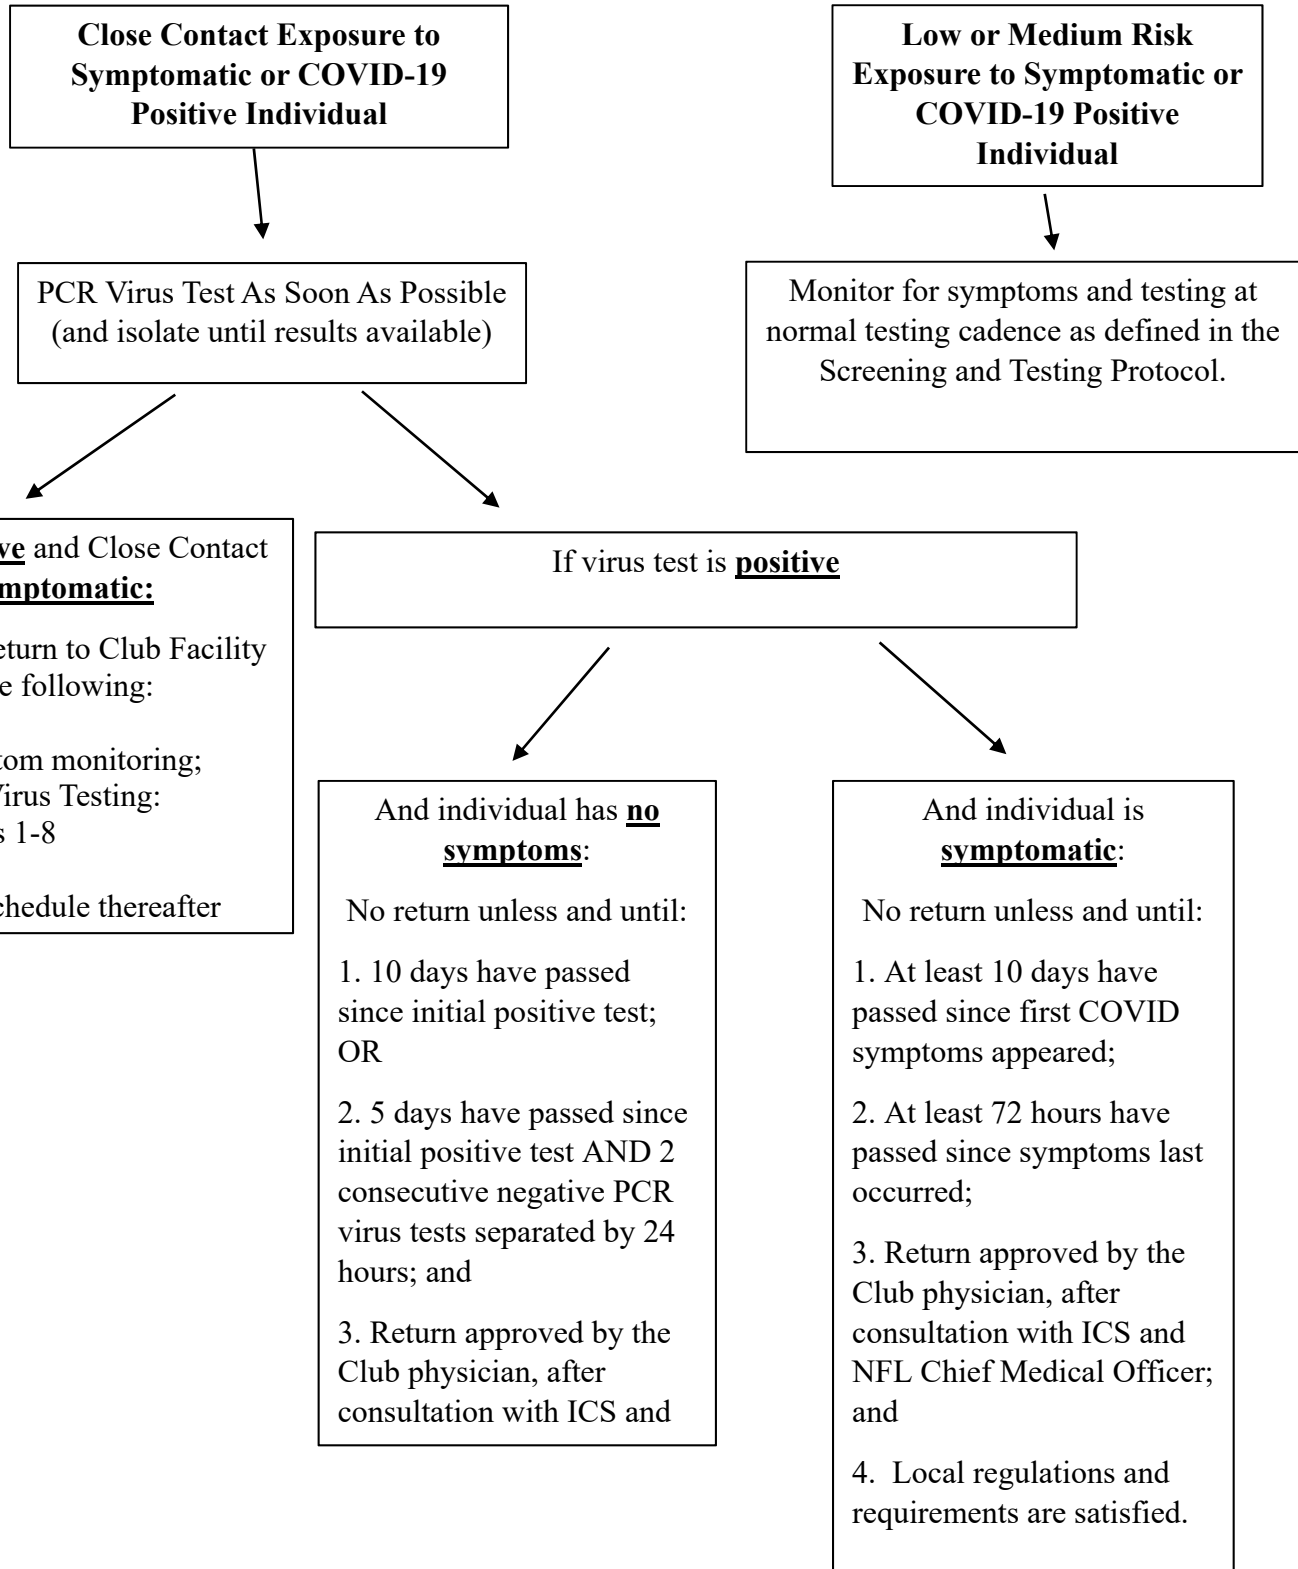 Close Contact Exposure to
Symptomatic or COVID-19
Positive Individual
Low or Medium Risk
Exposure to Symptomatic or
COVID-19 Positive
Individual
PCR Virus Test As Soon As Possible
(and isolate until results available)
Monitor for symptoms and testing at
normal testing cadence as defined in the
Screening and Testing Protocol.
ve and Close Contact
mptomatic:
eturn to Club Facility
e following:
tom monitoring;
Virus Testing:
s 1-8
chedule thereafter
If virus test is positive
And individual has no
symptoms:
No return unless and until:
1. 10 days have passed
since initial positive test;
OR
2. 5 days have passed since
initial positive test AND 2
consecutive negative PCR
virus tests separated by 24
hours; and
3. Return approved by the
Club physician, after
consultation with ICS and
And individual is
symptomatic:
No return unless and until:
1. At least 10 days have
passed since first COVID
symptoms appeared;
2. At least 72 hours have
passed since symptoms last
occurred;
3. Return approved by the
Club physician, after
consultation with ICS and
NFL Chief Medical Officer;
and
4. Local regulations and
requirements are satisfied.